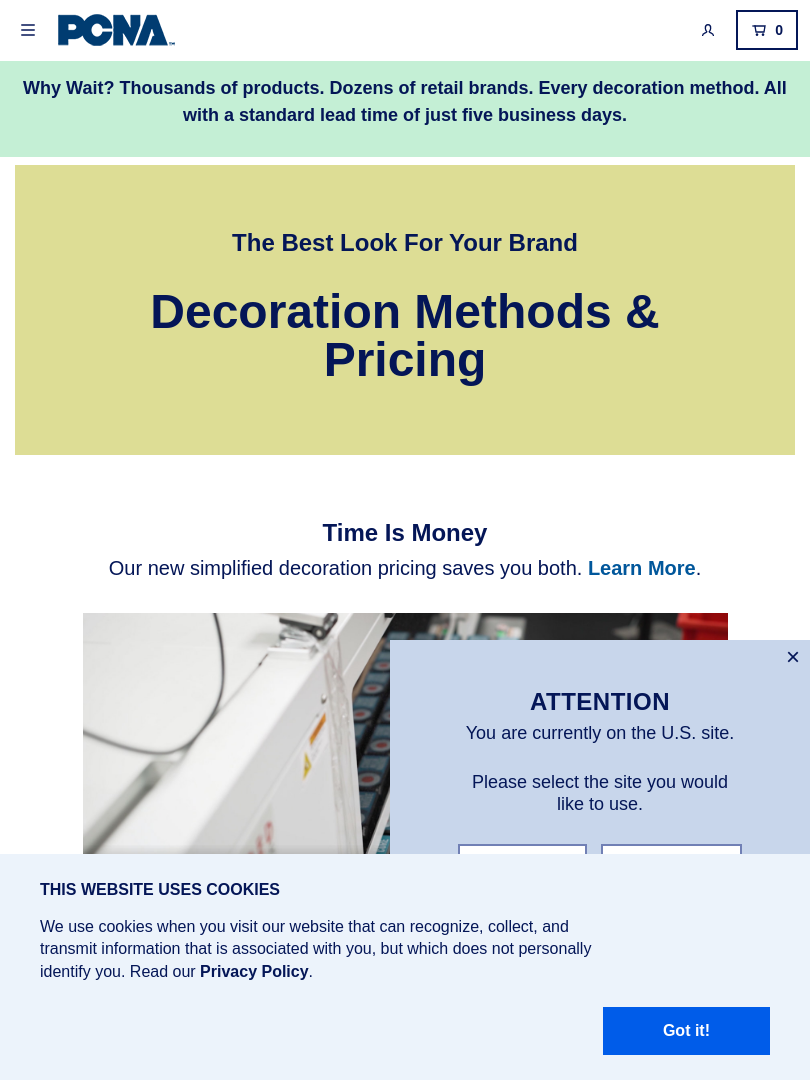 PCNA™
0
Why Wait? Thousands of products. Dozens of retail brands. Every decoration method. All
with a standard lead time of just five business days.
The Best Look For Your Brand
Decoration Methods &
Pricing
Time Is Money
Our new simplified decoration pricing saves you both. Learn More.
ATTENTION
You are currently on the U.S. site.
Please select the site you would
like to use.
THIS WEBSITE USES COOKIES
We use cookies when you visit our website that can recognize, collect, and
transmit information that is associated with you, but which does not personally
identify you. Read our Privacy Policy.
Got it!